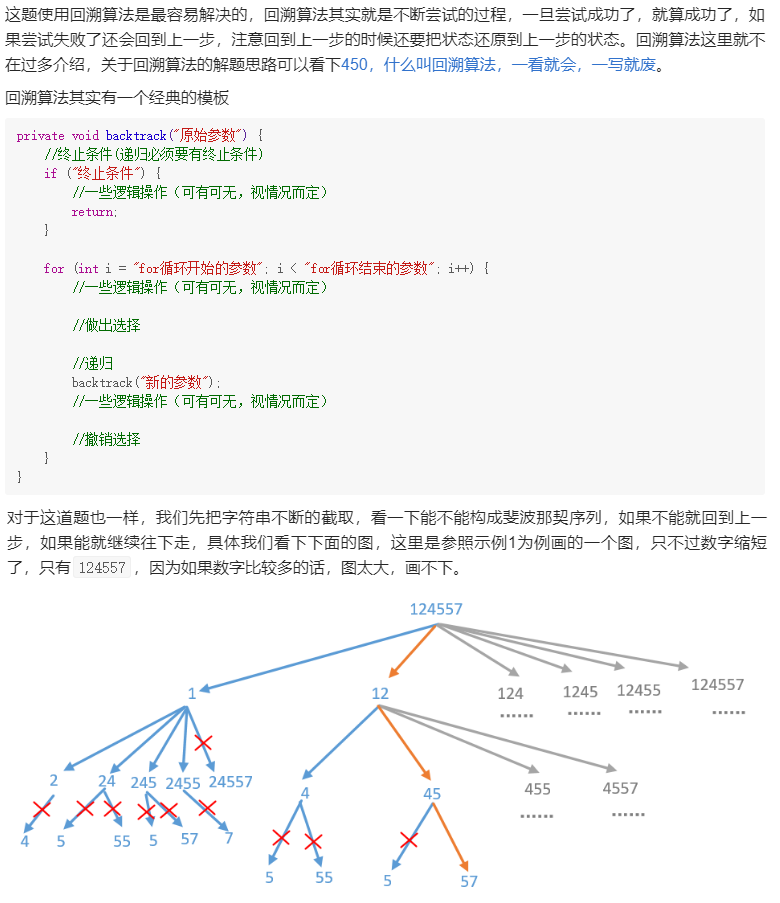 这题使用回溯算法是最容易解决的，回溯算法其实就是不断尝试的过程，一旦尝试成功了，就算成功了，如
果尝试失败了还会回到上一步，注意回到上一步的时候还要把状态还原到上一步的状态。回溯算法这里就不
在过多介绍，关于回溯算法的解题思路可以看下450，什么叫回溯算法，一看就会，一写就废。
回溯算法其实有一个经典的模板
private void backtrack("原始参数") {
//终止条件(递归必须要有终止条件)
if ("终止条件") {
//一些逻辑操作（可有可无，视情况而定）
return;
}
for (int i = "for循环开始的参数"; i < "for循环结束的参数"; i++) {
//一些逻辑操作（可有可无，视情况而定）
//做出选择
//递归
backtrack("新的参数");
//一些逻辑操作（可有可无，视情况而定）
//撤销选择
}
}
对于这道题也一样，我们先把字符串不断的截取，看一下能不能构成斐波那契序列，如果不能就回到上一
步，如果能就继续往下走，具体我们看下下面的图，这里是参照示例1为例画的一个图，只不过数字缩短
了，只有 124557 ，因为如果数字比较多的话，图太大，画不下。
124557
1 12 124 1245 12455 124557
...... ...... ...... ......
2 24 245 2455 24557 4 45 455 4557
...... ......
4 5 55 5 57 7 5 55 5 57